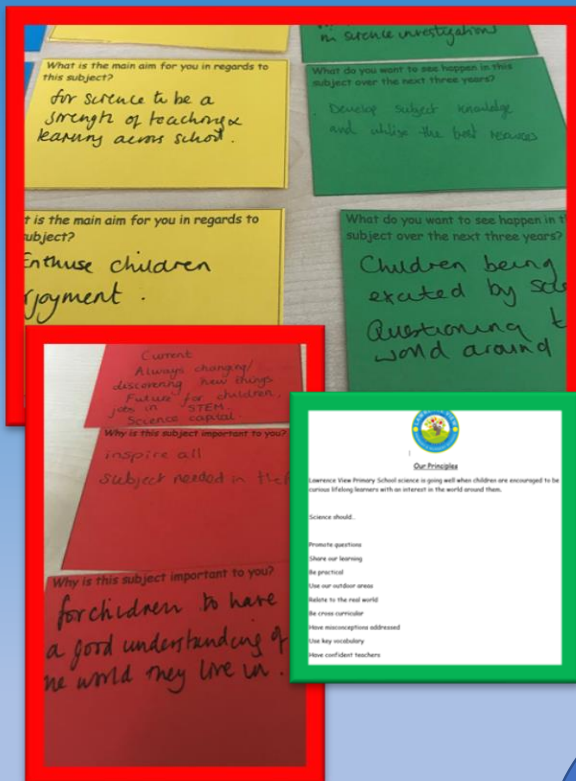 m science investigations
What is the main aim for you in regards to
this subject?
for science to be a
strength of teaching &
learning across school.
What do you want to see happen in this
subject over the next three years?
Develop subject knowledge
and utilise the best resources
t is the main aim for you in regards to
ubject?
Enthuse children
joyment.
What do you want to see happen in t
subject over the next three years?
Children being
excited by sc
Questioning t
world around
Current
Always changing/
discovering new things
Future for children,
jobs in STEM.
Science capital.
Why is this subject important to you?
inspire all
subject needed in
Why is this subject important to you?
for children to have
a good understanding of
he world they live in.
Our Principles
Lawrence View Primary School science is going well when children are encouraged to be
curious lifelong learners with an interest in the world around them.
Science should..
Promote questions
Share our learning
Be practical
Use our outdoor areas
Relate to the real world
Be cross curricular
Have misconceptions addressed
Use key vocabulary
Have confident teachers